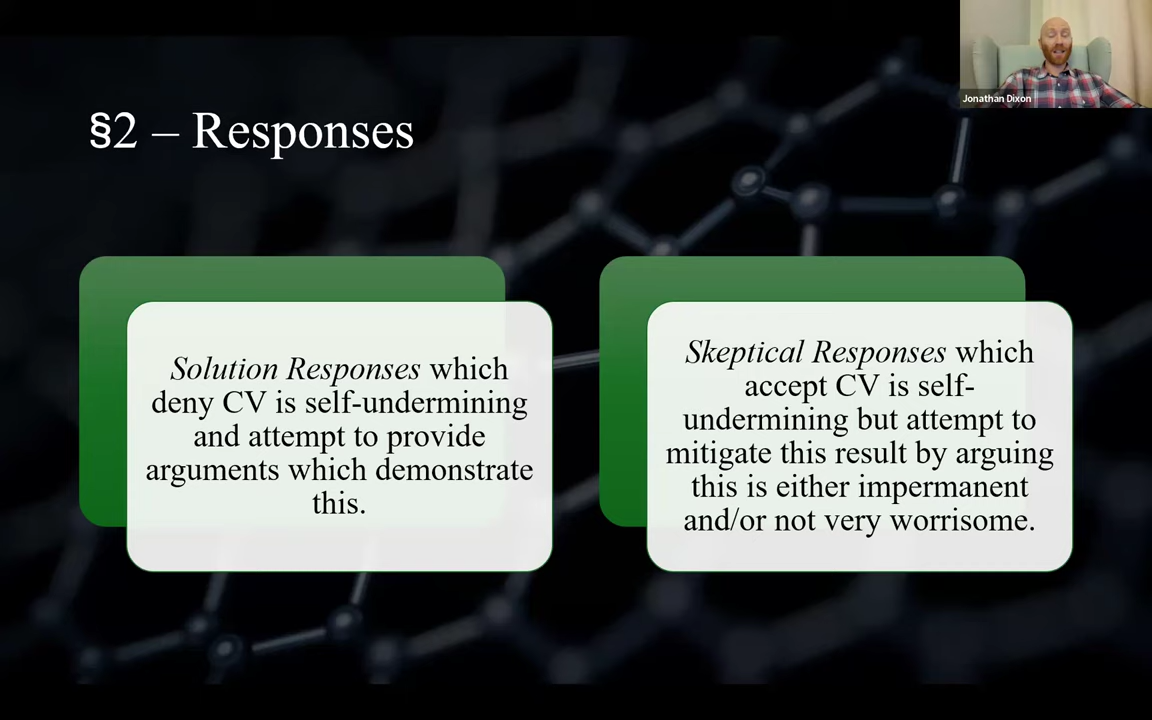 Jonathan Dixon
§2 – Responses
Solution Responses which
deny CV is self-undermining
and attempt to provide
arguments which demonstrate
this.
Skeptical Responses which
accept CV is self-
undermining but attempt to
mitigate this result by arguing
this is either impermanent
and/or not very worrisome.